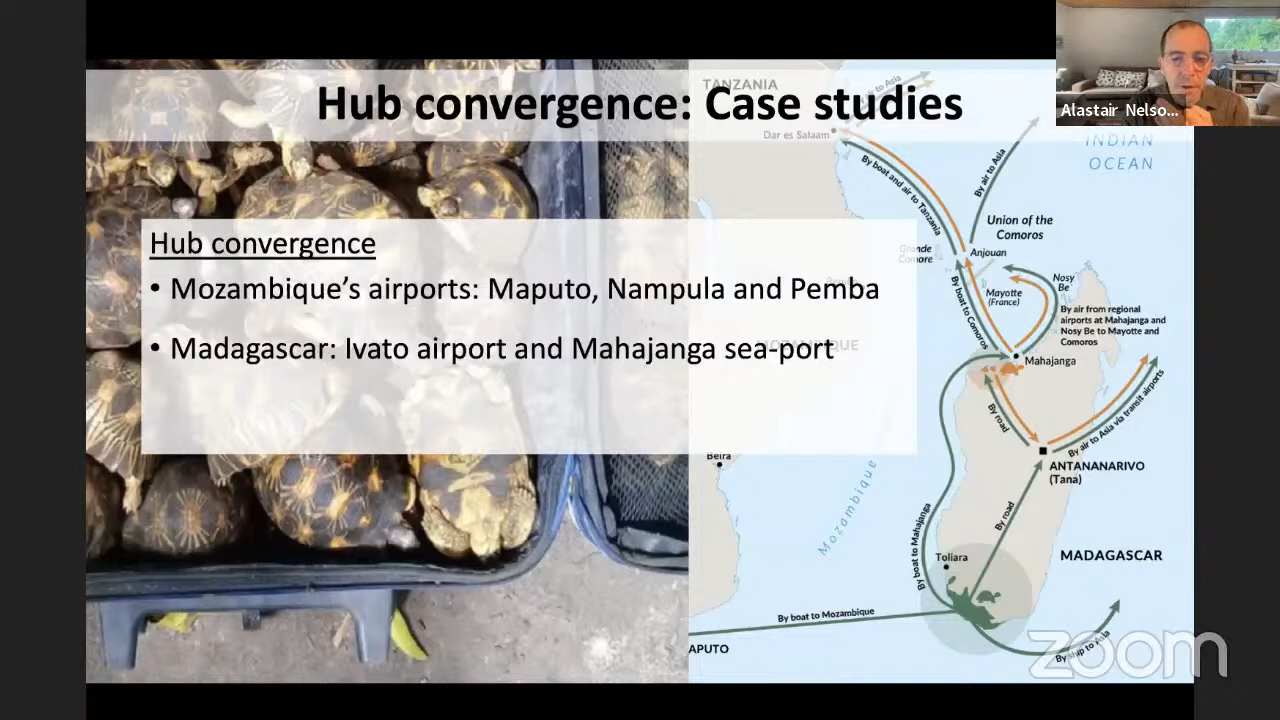 Hub convergence: Case studies
Alastair Nelso...
TANZANIA
By air to Asia
Dar es Salaam
INDIAN
OCEAN
By boat and air to Tanzania
By air to Asia
Union of the
Comoros
Hub convergence
• Mozambique’s airports: Maputo, Nampula and Pemba
• Madagascar: Ivato airport and Mahajanga sea-port
Grande
Comore
Anjouan
Mayotte
(France)
Nosy
Be
By boat to Comoros
By air from regional
airports at Mahajanga and
Nosy Be to Mayotte and
Comoros
Mahajanga
By road
By air to Asia via transit airports
Beira
ANTANANARIVO
(Tana)
Mozambique
By boat to Mahajanga
By road
Toliara
MADAGASCAR
By boat to Mozambique
APUTO
By ship to Asia
zoom